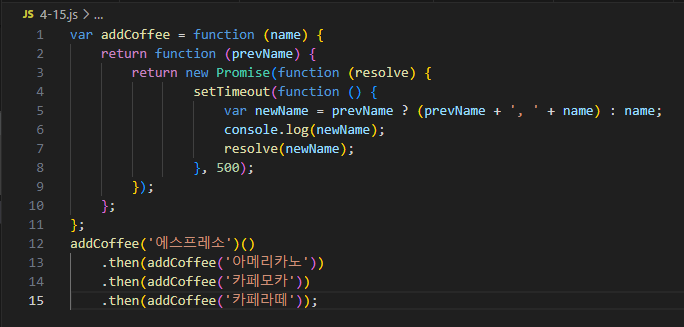 JS 4-15.js > ...
1 var addCoffee = function (name) {
2     return function (prevName) {
3         return new Promise(function (resolve) {
4                 setTimeout(function () {
5                     var newName = prevName ? (prevName + ', ' + name) : name;
6                     console.log(newName);
7                     resolve(newName);
8                 }, 500);
9         });
10     };
11 };
12 addCoffee('에스프레소')()
13     .then(addCoffee('아메리카노'))
14     .then(addCoffee('카페모카'))
15     .then(addCoffee('카페라떼'));